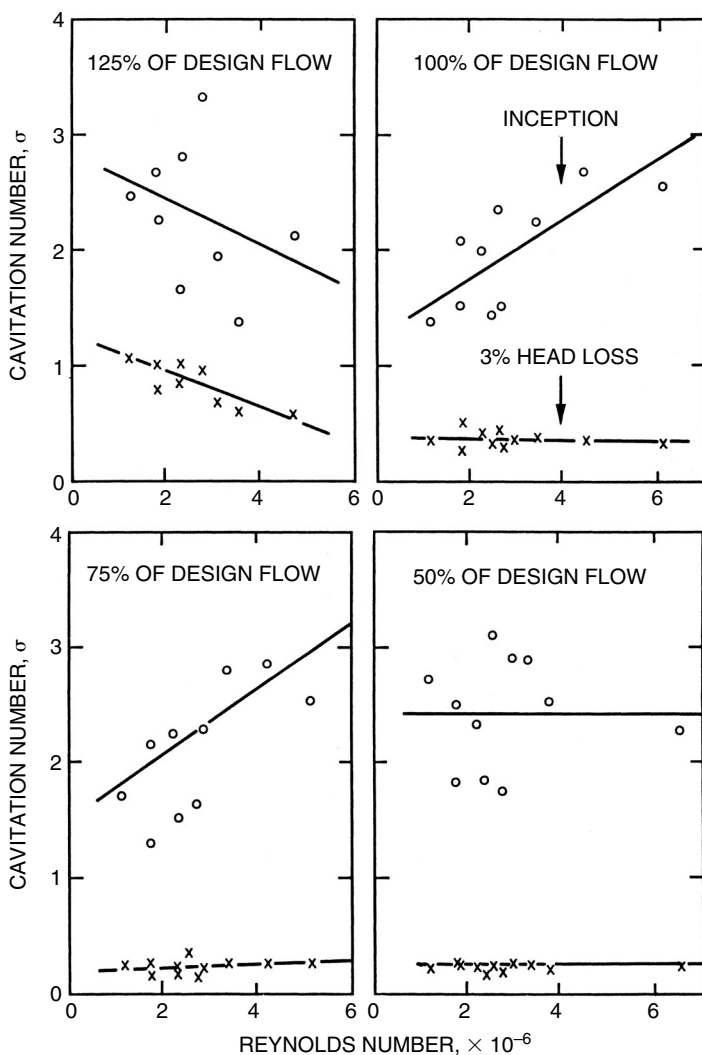 4
125% OF DESIGN FLOW
100% OF DESIGN FLOW
INCEPTION
3
2
3% HEAD LOSS
1
0
CAVITATION NUMBER, σ
0 2 4 6 0 2 4 6
4
75% OF DESIGN FLOW
50% OF DESIGN FLOW
3
2
1
0
CAVITATION NUMBER, σ
0 2 4 6 0 2 4 6
REYNOLDS NUMBER, × 10⁻⁶